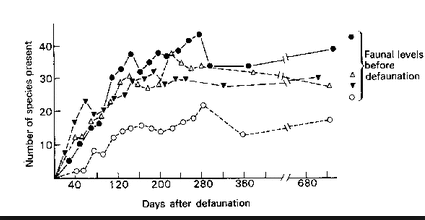 Number of species present
40
30
20
10
40
120
200
280
360
680
Days after defaunation
Faunal levels
before
defaunation